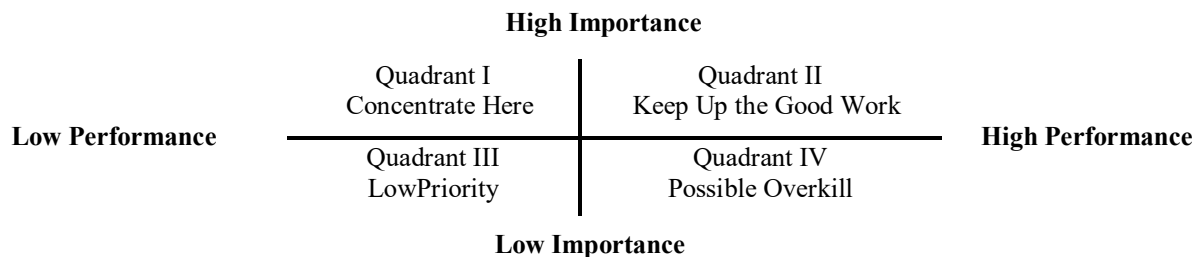 High Importance
Quadrant I
Concentrate Here
Quadrant II
Keep Up the Good Work
Low Performance
High Performance
Quadrant III
LowPriority
Quadrant IV
Possible Overkill
Low Importance